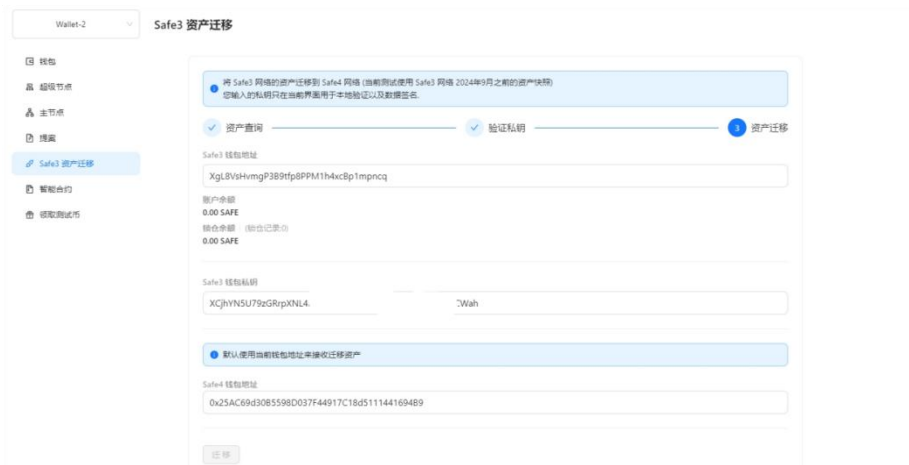 Wallet-2
Safe3 资产迁移
钱包
超级节点
主节点
提案
Safe3 资产迁移
智能合约
领取测试币
将 Safe3 网络的资产迁移到 Safe4 网络 (当前测试使用 Safe3 网络 2024年9月之前的资产快照)
您输入的私钥只在当前界面用于本地验证以及数据签名.
资产查询
验证私钥
3 资产迁移
Safe3 钱包地址
XgL8VsHvmgP3B9tfp8PPM1h4xcBp1mpncq
账户余额
0.00 SAFE
锁仓余额 (锁仓记录:0)
0.00 SAFE
Safe3 钱包私钥
XCjhYN5U79zGRrpXNL4. CWah
默认使用当前钱包地址来接收迁移资产
Safe4 钱包地址
0x25AC69d30B5598D037F44917C18d5111441694B9
迁 移